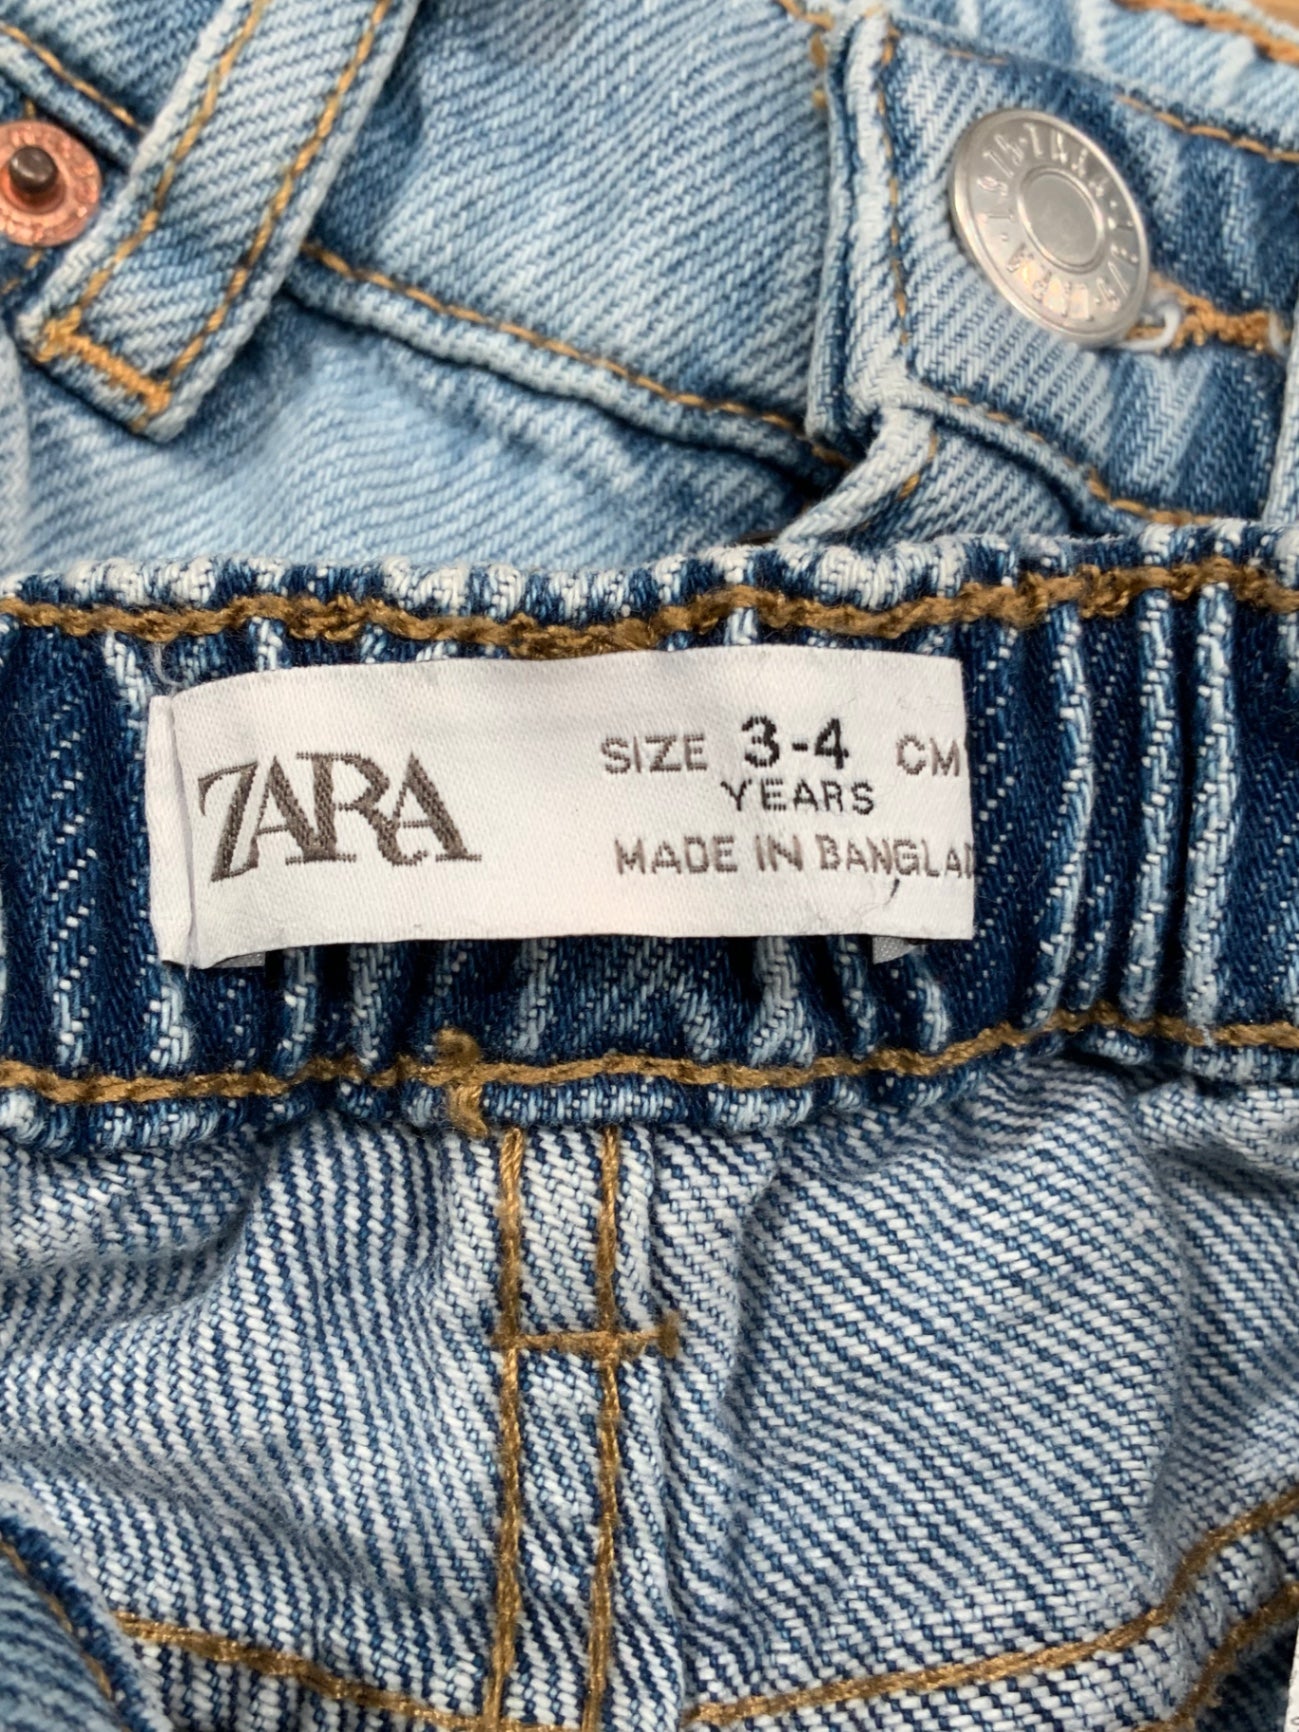 ZARA
SIZE 3-4 CM
YEARS
MADE IN BANGLA